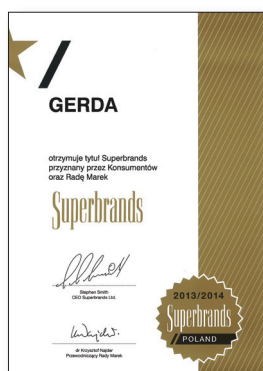 GERDA
otrzymuje tytuł Superbrands
przyznany przez Konsumentów
oraz Radę Marek
Superbrands
Stephen Smith
CEO Superbrands Ltd.
dr Krzysztof Najder
Przewodniczący Rady Marek
2013/2014
Superbrands
POLAND